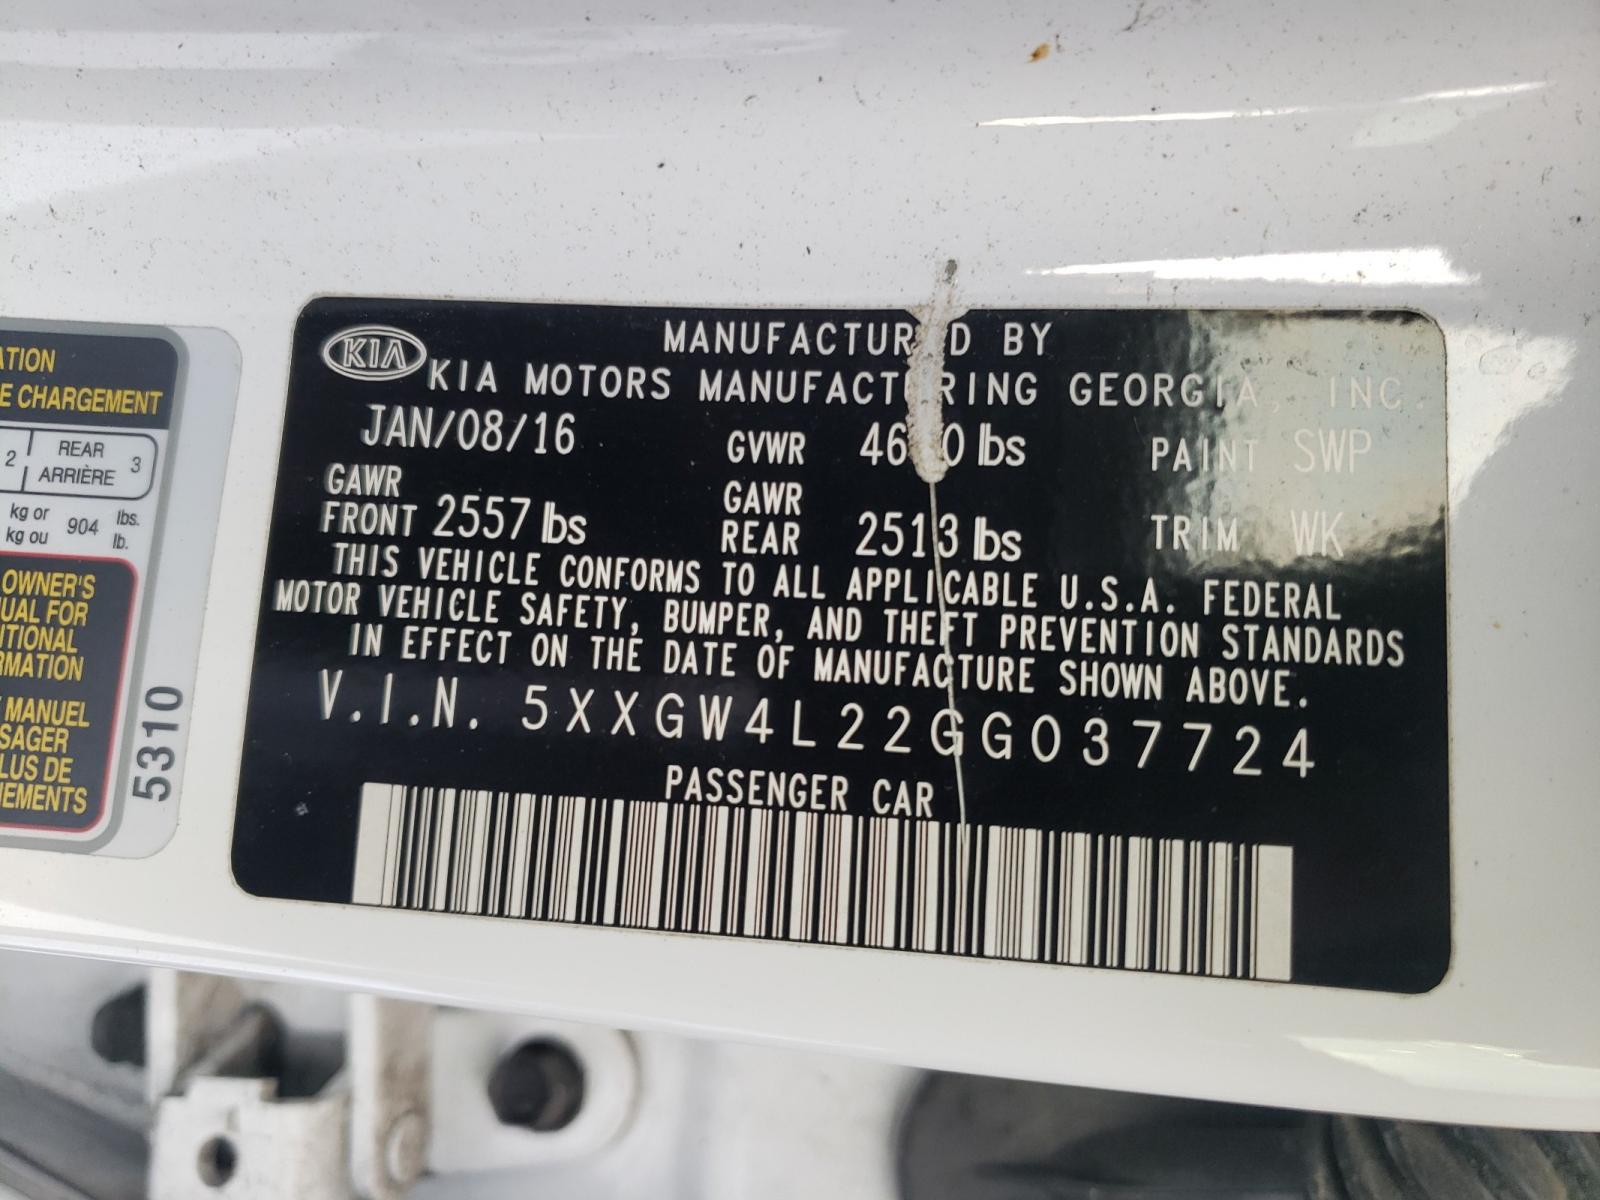 KIA
MANUFACTURED BY
KIA MOTORS MANUFACTURING GEORGIA, INC.
JAN/08/16
GVWR lbs
PAINT SWP
GAWR
FRONT 2557 lbs
GAWR
REAR 2513 lbs
TRIM WK
THIS VEHICLE CONFORMS TO ALL APPLICABLE U.S.A. FEDERAL
MOTOR VEHICLE SAFETY, BUMPER, AND THEFT PREVENTION STANDARDS
IN EFFECT ON THE DATE OF MANUFACTURE SHOWN ABOVE.
V.I.N. 5XXGW4L22GG037724
PASSENGER CAR
ATION
E CHARGEMENT
2
REAR
ARRIÈRE
3
kg or
kg ou
904
lbs.
lb.
OWNER'S
UAL FOR
ITIONAL
RMATION
MANUEL
SAGER
LUS DE
NEMENTS
5310